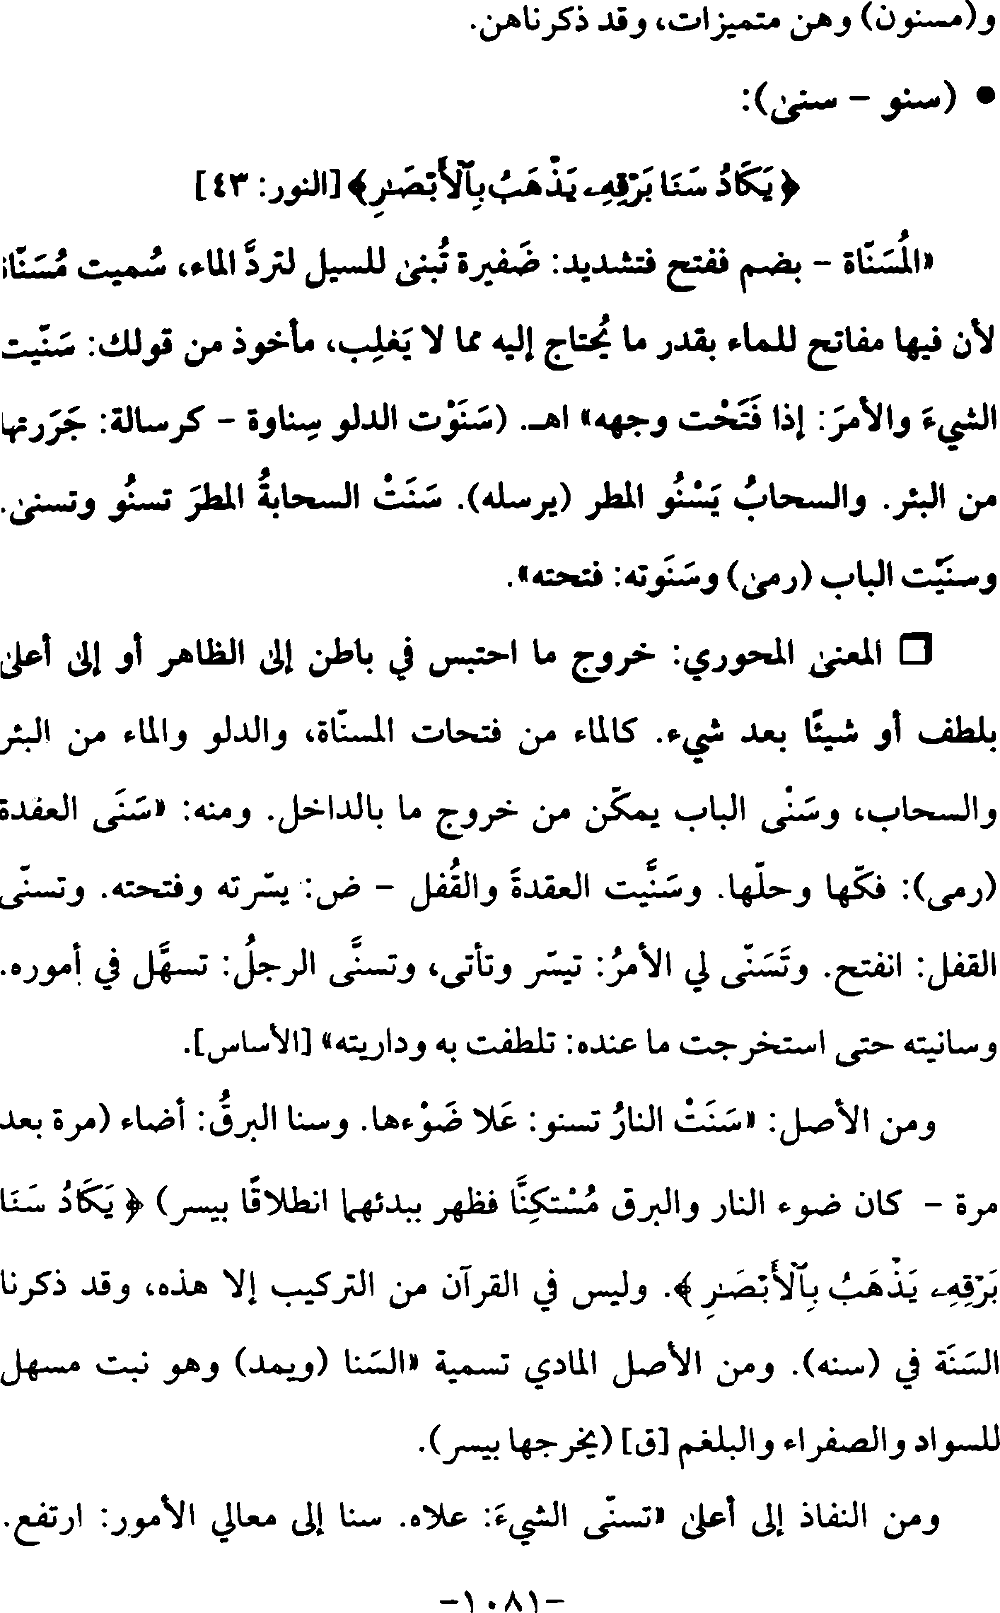 و(مسنون) وهن متميزات، وقد ذكرناهن.
• (سنو - سنىٰ):
﴿يَكَادُ سَنَا بَرْقِهِۦ يَذْهَبُ بِٱلْأَبْصَٰرِ﴾ [النور: ٤٣]
«المُسَنّاة - بضم ففتح فتشديد: ضَفيرة تُبنىٰ للسيل لتردَّ الماء، سُميت مُسَنّاة
لأن فيها مفاتح للماء بقدر ما يُحتاج إليه مما لا يَغلِب، مأخوذ من قولك: سَنّيت
الشيءَ والأمرَ: إذا فَتَحْت وجهه» اهـ. (سَنَوْت الدلو سِناوة - كرسالة: جَرَرتها
من البئر. والسحابُ يَسْنُو المطر (يرسله). سَنَتْ السحابةُ المطرَ تسنُو وتسنىٰ.
وسنَيْت الباب (رمىٰ) وسَنَوته: فتحته».
❒ المعنىٰ المحوري: خروج ما احتبس في باطن إلىٰ الظاهر أو إلىٰ أعلىٰ
بلطف أو شيئًا بعد شيء. كالماء من فتحات المسنّاة، والدلو والماء من البئر
والسحاب، وسَنْى الباب يمكّن من خروج ما بالداخل. ومنه: «سَنَى العقدة
(رمى): فكّها وحلّها. وسَنَّيت العقدةَ والقُفل - ض: يسّرته وفتحته. وتسنّى
القفل: انفتح. وتَسَنّى لي الأمرُ: تيسّر وتأتى، وتسنَّى الرجلُ: تسهَّل في أموره.
وسانيته حتى استخرجت ما عنده: تلطفت به وداريته» [الأساس].
ومن الأصل: «سَنَتْ النارُ تسنو: عَلا ضَوْءها. وسنا البرقُ: أضاء (مرة بعد
مرة - كان ضوء النار والبرق مُسْتكِنًّا فظهر ببدئهما انطلاقًا بيسر) ﴿يَكَادُ سَنَا
بَرْقِهِۦ يَذْهَبُ بِٱلْأَبْصَٰرِ﴾. وليس في القرآن من التركيب إلا هذه، وقد ذكرنا
السَنَة في (سنه). ومن الأصل المادي تسمية «السَنا (ويمد) وهو نبت مسهل
للسواد والصفراء والبلغم [ق] (يخرجها بيسر).
ومن النفاذ إلى أعلىٰ «تسنّى الشيءَ: علاه. سنا إلى معالي الأمور: ارتفع.
-١٠٨١-